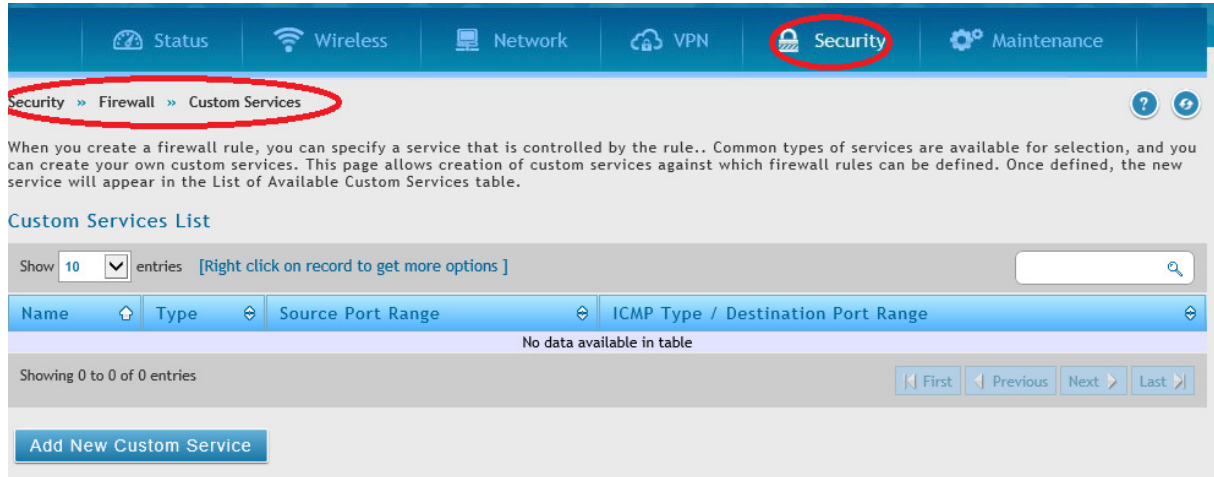 Status Wireless Network VPN Security Maintenance
Security » Firewall » Custom Services
?
When you create a firewall rule, you can specify a service that is controlled by the rule.. Common types of services are available for selection, and you
can create your own custom services. This page allows creation of custom services against which firewall rules can be defined. Once defined, the new
service will appear in the List of Available Custom Services table.
Custom Services List
Show 10 entries [Right click on record to get more options ]
Name Type Source Port Range ICMP Type / Destination Port Range
No data available in table
Showing 0 to 0 of 0 entries
First Previous Next Last
Add New Custom Service